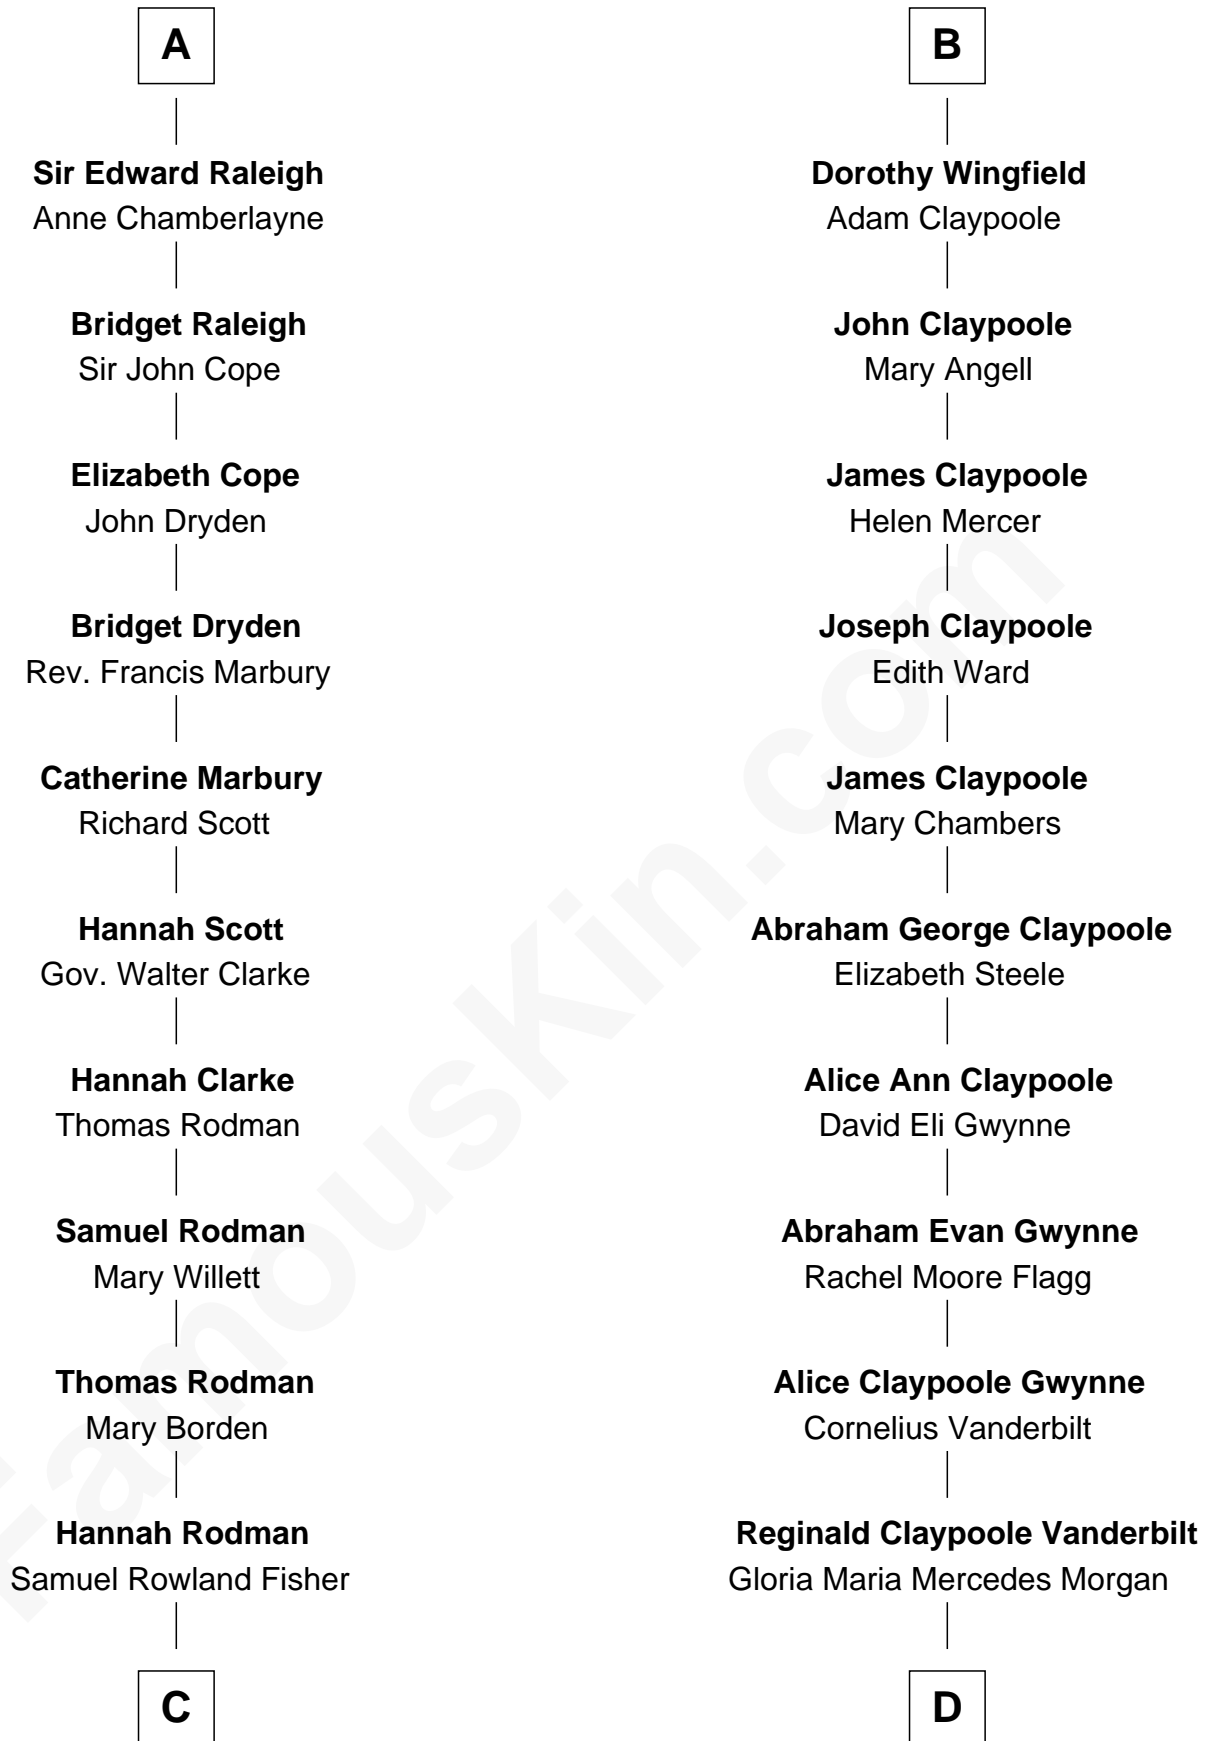 A
Sir Edward Raleigh
Anne Chamberlayne
Bridget Raleigh
Sir John Cope
Elizabeth Cope
John Dryden
Bridget Dryden
Rev. Francis Marbury
Catherine Marbury
Richard Scott
Hannah Scott
Gov. Walter Clarke
Hannah Clarke
Thomas Rodman
Samuel Rodman
Mary Willett
Thomas Rodman
Mary Borden
Hannah Rodman
Samuel Rowland Fisher
C
B
Dorothy Wingfield
Adam Claypoole
John Claypoole
Mary Angell
James Claypoole
Helen Mercer
Joseph Claypoole
Edith Ward
James Claypoole
Mary Chambers
Abraham George Claypoole
Elizabeth Steele
Alice Ann Claypoole
David Eli Gwynne
Abraham Evan Gwynne
Rachel Moore Flagg
Alice Claypoole Gwynne
Cornelius Vanderbilt
Reginald Claypoole Vanderbilt
Gloria Maria Mercedes Morgan
D
FamousKin.com